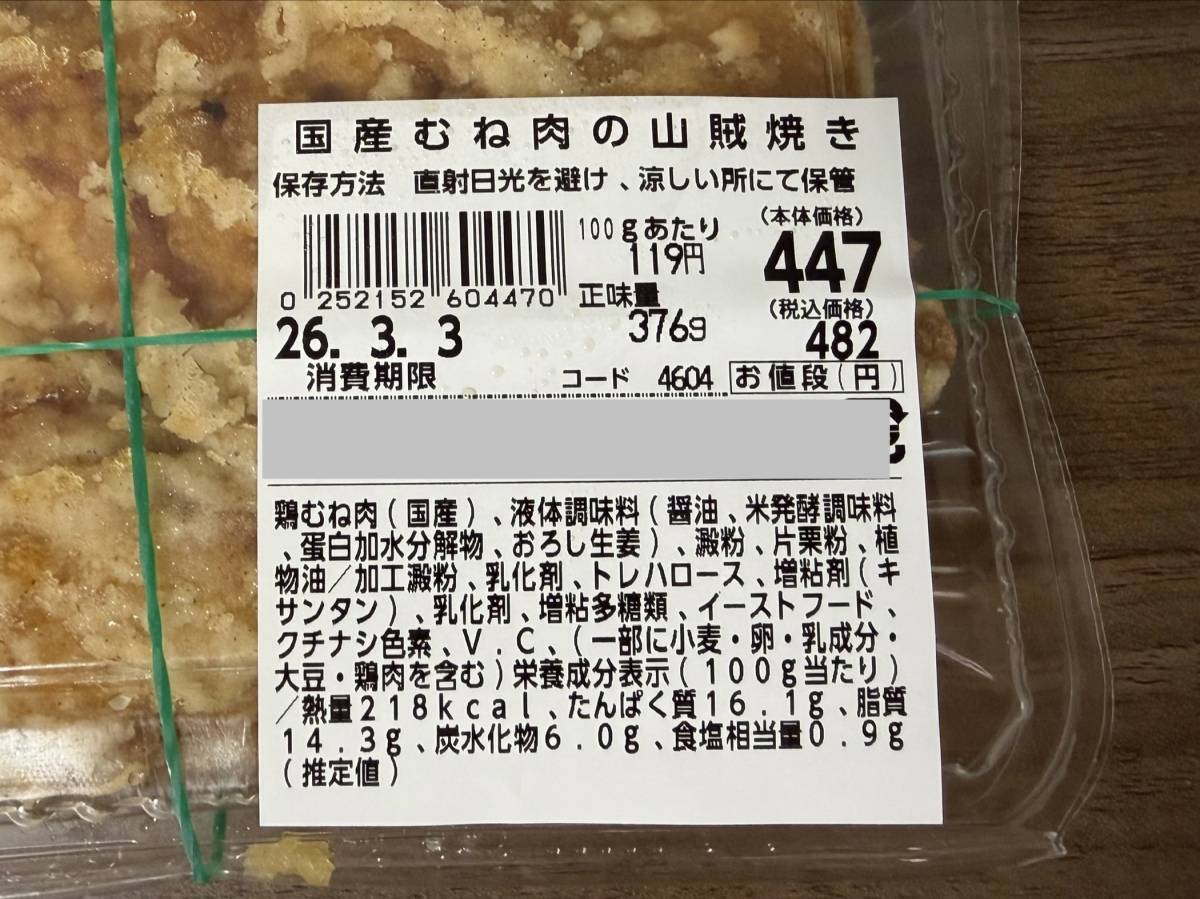 国産むね肉の山賊焼き
保存方法 直射日光を避け、涼しい所にて保管
100gあたり
119円
(本体価格)
447
0 252152 604470
正味量
376g
(税込価格)
482
26. 3. 3
消費期限
コード 4604
お値段(円)
鶏むね肉(国産)、液体調味料(醤油、米発酵調味料
、蛋白加水分解物、おろし生姜)、澱粉、片栗粉、植
物油/加工澱粉、乳化剤、トレハロース、増粘剤(キ
サンタン)、乳化剤、増粘多糖類、イーストフード、
クチナシ色素、V.C、(一部に小麦・卵・乳成分・
大豆・鶏肉を含む)栄養成分表示(100g当たり)
/熱量218kcal、たんぱく質16.1g、脂質
14.3g、炭水化物6.0g、食塩相当量0.9g
(推定値)